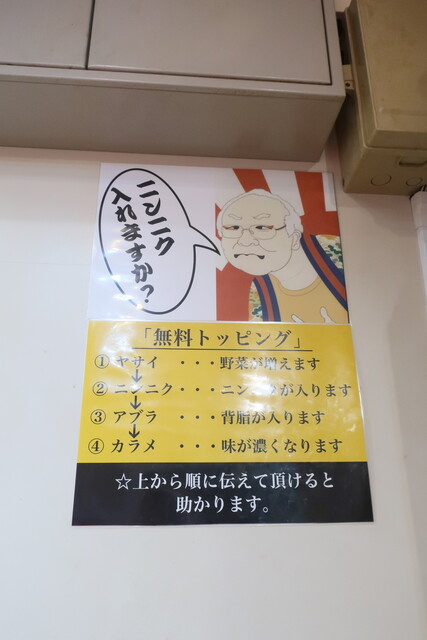 ニンニク
入れますか?
「無料トッピング」
① ヤサイ ・・・野菜が増えます
↓
② ニンニク ・・・ニンニクが入ります
↓
③ アブラ ・・・背脂が入ります
↓
④ カラメ ・・・味が濃くなります
☆上から順に伝えて頂けると
助かります。